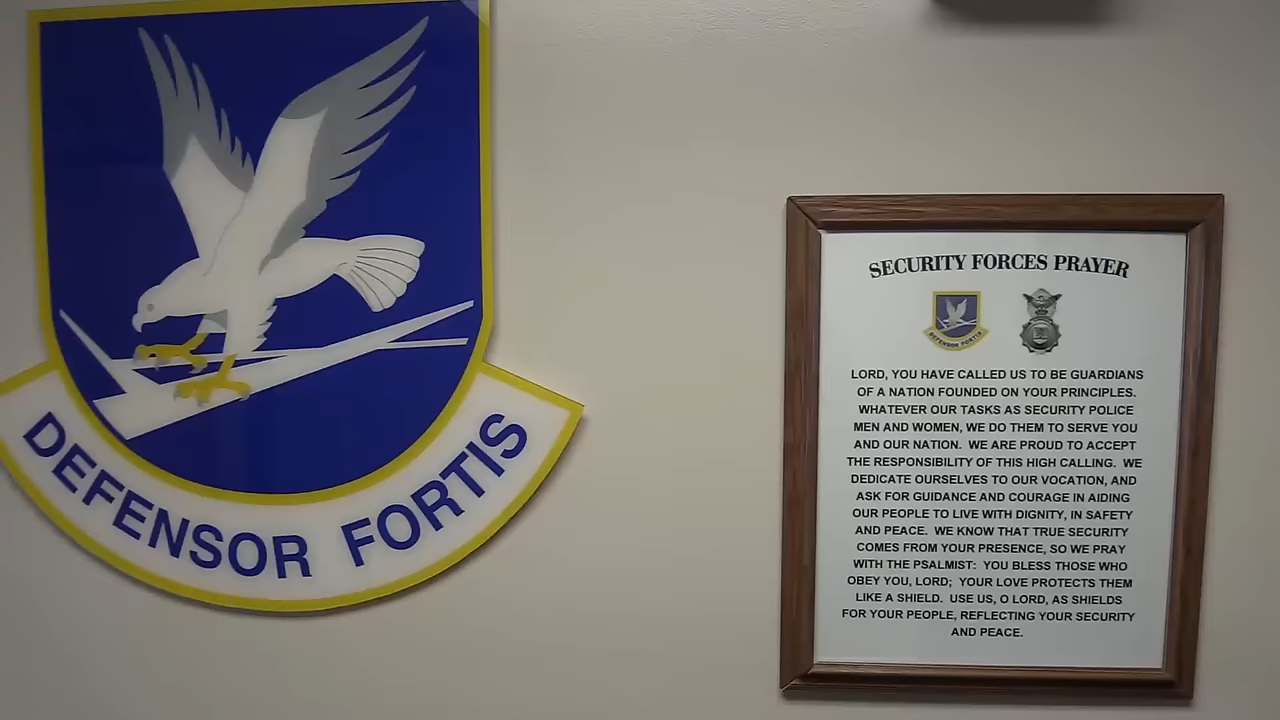 DEFENSOR FORTIS
SECURITY FORCES PRAYER
DEFENSOR FORTIS
LORD, YOU HAVE CALLED US TO BE GUARDIANS
OF A NATION FOUNDED ON YOUR PRINCIPLES.
WHATEVER OUR TASKS AS SECURITY POLICE
MEN AND WOMEN, WE DO THEM TO SERVE YOU
AND OUR NATION. WE ARE PROUD TO ACCEPT
THE RESPONSIBILITY OF THIS HIGH CALLING. WE
DEDICATE OURSELVES TO OUR VOCATION, AND
ASK FOR GUIDANCE AND COURAGE IN AIDING
OUR PEOPLE TO LIVE WITH DIGNITY, IN SAFETY
AND PEACE. WE KNOW THAT TRUE SECURITY
COMES FROM YOUR PRESENCE, SO WE PRAY
WITH THE PSALMIST: YOU BLESS THOSE WHO
OBEY YOU, LORD; YOUR LOVE PROTECTS THEM
LIKE A SHIELD. USE US, O LORD, AS SHIELDS
FOR YOUR PEOPLE, REFLECTING YOUR SECURITY
AND PEACE.